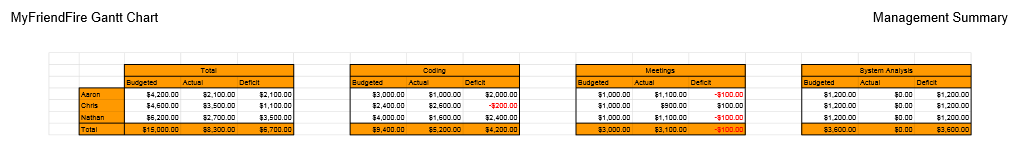 MyFriendFire Gantt Chart Management Summary
Total Coding Meetings System Analysis
Budgeted Actual Deficit Budgeted Actual Deficit Budgeted Actual Deficit Budgeted Actual Deficit
Aaron $4,200.00 $2,100.00 $2,100.00 $3,000.00 $1,000.00 $2,000.00 $1,000.00 $1,100.00 -$100.00 $1,200.00 $0.00 $1,200.00
Chris $4,600.00 $3,500.00 $1,100.00 $2,400.00 $2,600.00 -$200.00 $1,000.00 $900.00 $100.00 $1,200.00 $0.00 $1,200.00
Nathan $6,200.00 $2,700.00 $3,500.00 $4,000.00 $1,600.00 $2,400.00 $1,000.00 $1,100.00 -$100.00 $1,200.00 $0.00 $1,200.00
Total $15,000.00 $8,300.00 $6,700.00 $9,400.00 $5,200.00 $4,200.00 $3,000.00 $3,100.00 -$100.00 $3,600.00 $0.00 $3,600.00